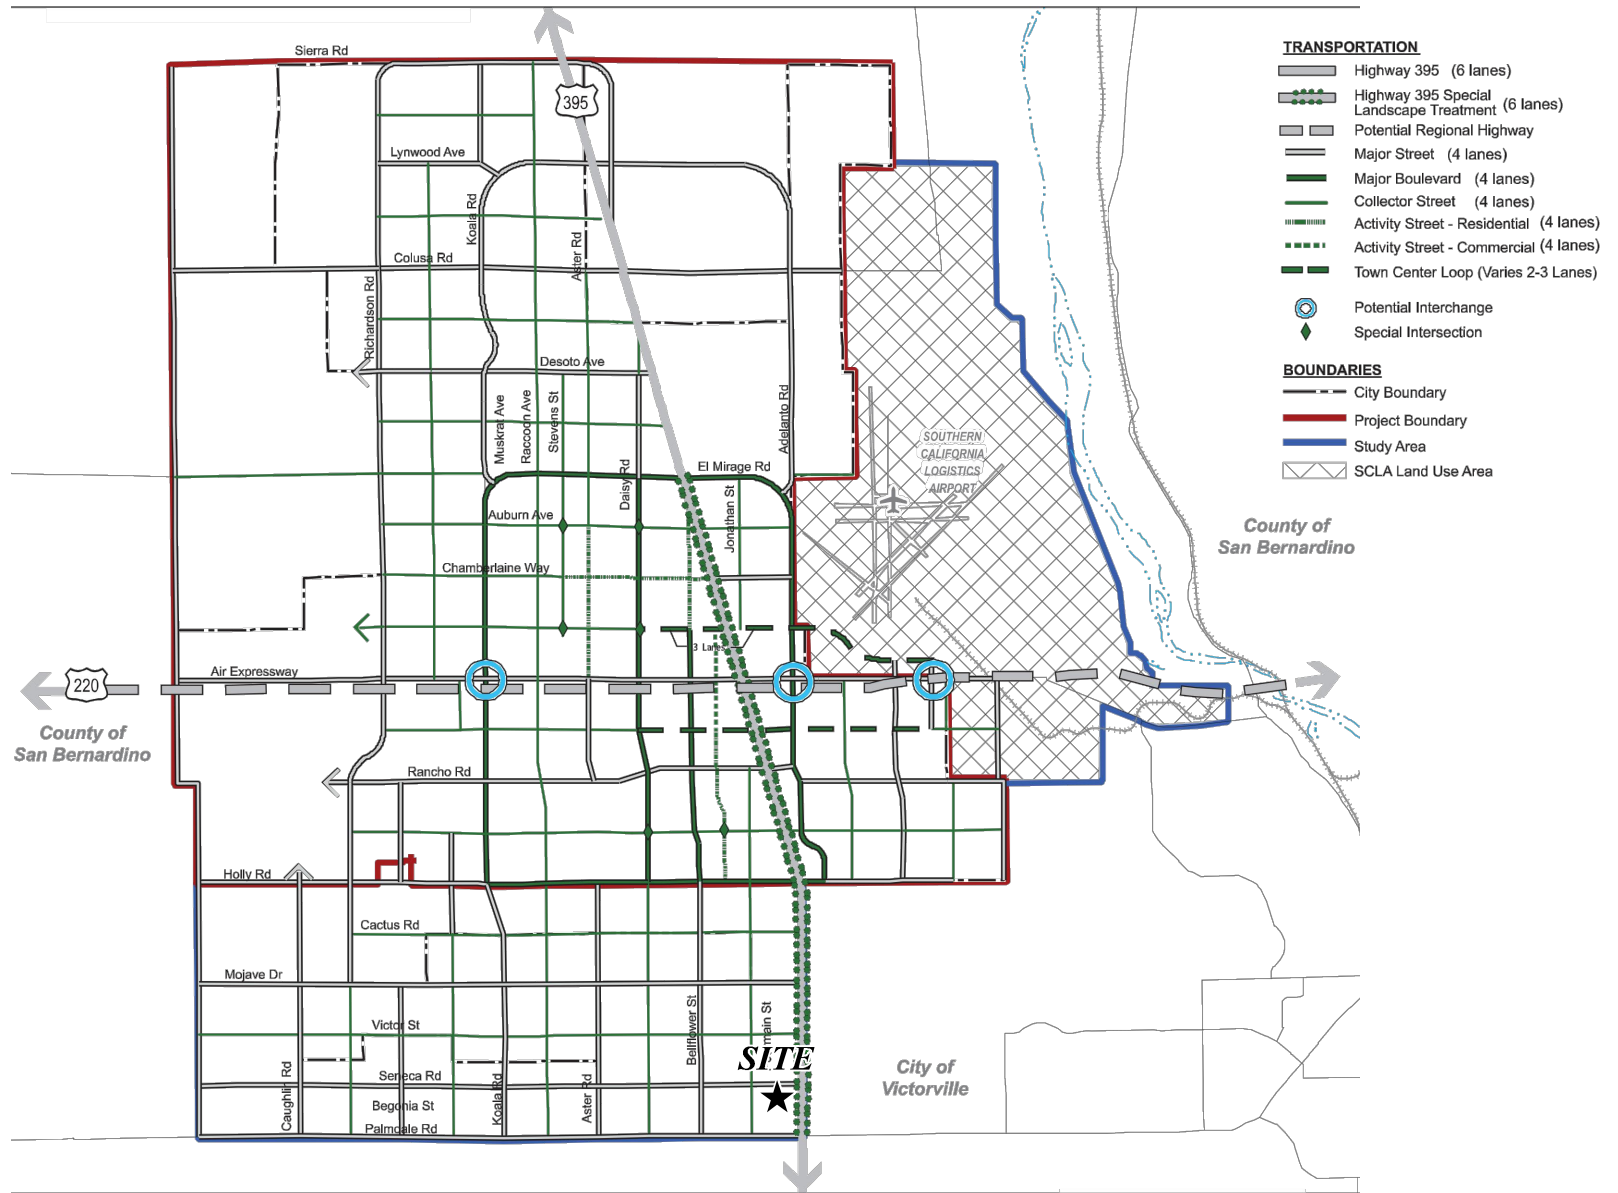 Sierra Rd
395
Lynwood Ave
Koala Rd
Aster Rd
Colusa Rd
Richardson Rd
Desoto Ave
Muskrat Ave
Raccoon Ave
Stevens St
Adelanto Rd
El Mirage Rd
Daisy Rd
Jonathan St
Auburn Ave
Chamberlaine Way
3 Lanes
Air Expressway
220
Rancho Rd
Holly Rd
Cactus Rd
Mojave Dr
Victor St
Bellflower St
main St
SITE
Seneca Rd
Caughlin Rd
Koala Rd
Aster Rd
Begonia St
Palmdale Rd
SOUTHERN
CALIFORNIA
LOGISTICS
AIRPORT
County of
San Bernardino
County of
San Bernardino
City of
Victorville
TRANSPORTATION
Highway 395 (6 lanes)
Highway 395 Special
Landscape Treatment (6 lanes)
Potential Regional Highway
Major Street (4 lanes)
Major Boulevard (4 lanes)
Collector Street (4 lanes)
Activity Street - Residential (4 lanes)
Activity Street - Commercial (4 lanes)
Town Center Loop (Varies 2-3 Lanes)
Potential Interchange
Special Intersection
BOUNDARIES
City Boundary
Project Boundary
Study Area
SCLA Land Use Area